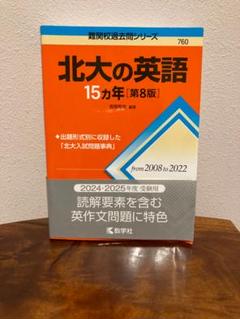 難関校過去問シリーズ
760
北大の英語
15カ年[第8版]
編著
◆出題形式別に収録した
「北大入試問題事典」
from 2008 to 2022
2024・2025年度 受験用
読解要素を含む
英作文問題に特色
教学社